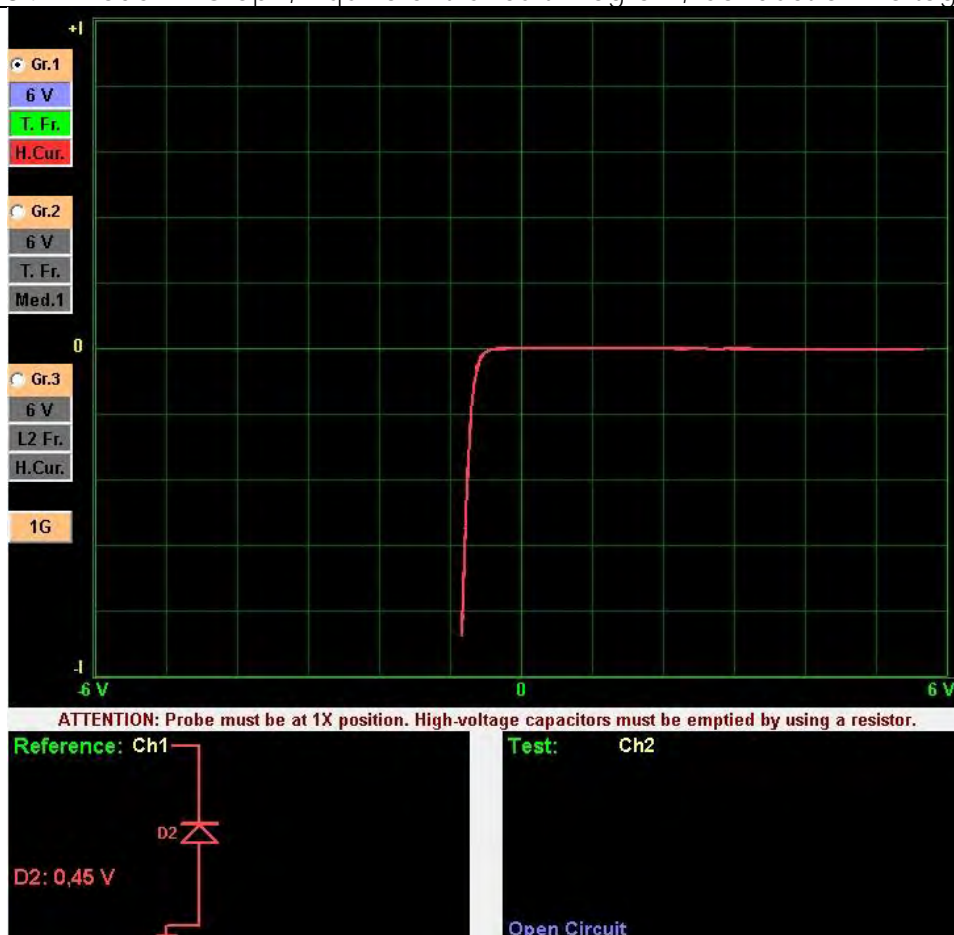 +I
Gr.1
6 V
T. Fr.
H.Cur.
Gr.2
6 V
T. Fr.
Med.1
0
Gr.3
6 V
L2 Fr.
H.Cur.
1G
-I
-6 V 0 6 V
ATTENTION: Probe must be at 1X position. High-voltage capacitors must be emptied by using a resistor.
Reference: Ch1
Test: Ch2
D2
D2: 0,45 V
Open Circuit